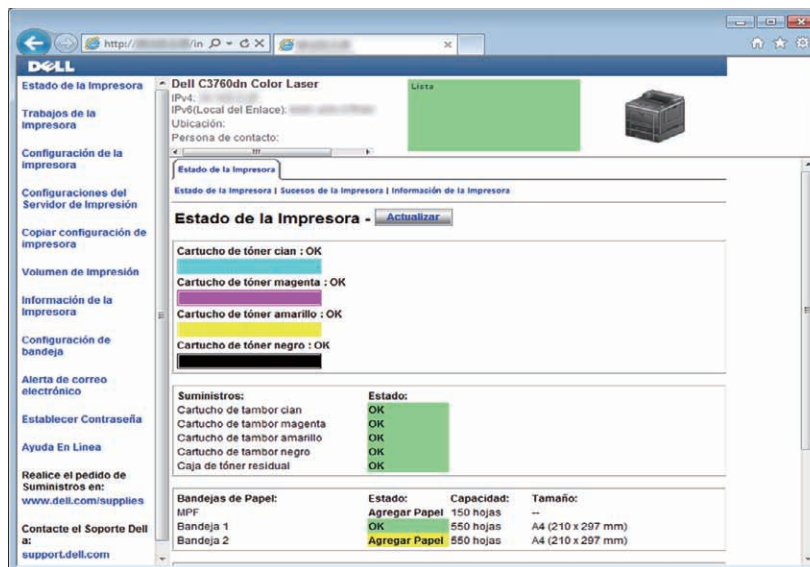 http://
/in
DELL
Estado de la Impresora
Trabajos de la
Impresora
Configuración de la
impresora
Configuraciones del
Servidor de Impresión
Copiar configuración de
impresora
Volumen de Impresión
Información de la
Impresora
Configuración de
bandeja
Alerta de correo
electrónico
Establecer Contraseña
Ayuda En Linea
Realice el pedido de
Suministros en:
www.dell.com/supplies
Contacte el Soporte Dell
a:
support.dell.com
Dell C3760dn Color Laser
IPv4:
IPv6(Local del Enlace):
Ubicación:
Persona de contacto:
Lista
Estado de la Impresora
Estado de la Impresora | Sucesos de la Impresora | Información de la Impresora
Estado de la Impresora - Actualizar
Cartucho de tóner cian : OK
Cartucho de tóner magenta : OK
Cartucho de tóner amarillo : OK
Cartucho de tóner negro : OK
Suministros: Estado:
Cartucho de tambor cian OK
Cartucho de tambor magenta OK
Cartucho de tambor amarillo OK
Cartucho de tambor negro OK
Caja de tóner residual OK
Bandejas de Papel: Estado: Capacidad: Tamaño:
MPF Agregar Papel 150 hojas --
Bandeja 1 OK 550 hojas A4 (210 x 297 mm)
Bandeja 2 Agregar Papel 550 hojas A4 (210 x 297 mm)